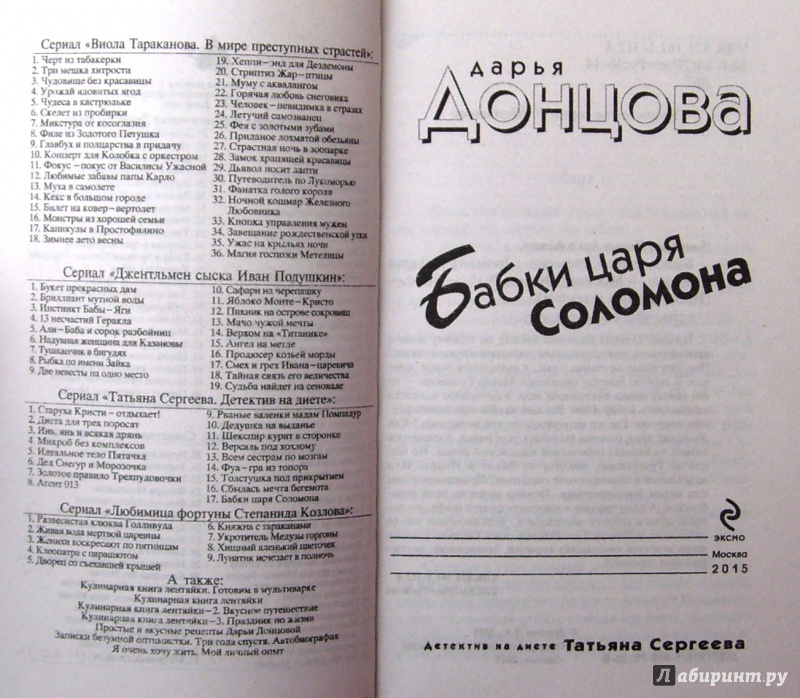 Сериал «Виола Тараканова. В мире преступных страстей»:
1. Черт из табакерки
2. Три мешка хитрости
3. Чудовище без красавицы
4. Урожай ядовитых ягод
5. Чудеса в кастрюльке
6. Скелет из пробирки
7. Микстура от косоглазия
8. Филе из Золотого Петушка
9. Главбух и полцарства в придачу
10. Концерт для Колобка с оркестром
11. Фокус-покус от Василисы Ужасной
12. Любимые забавы папы Карло
13. Муха в самолете
14. Кекс в большом городе
15. Билет на ковер-вертолет
16. Монстры из хорошей семьи
17. Каникулы в Простофилино
18. Зимнее лето весны
19. Хеппи-энд для Дездемоны
20. Стриптиз Жар-птицы
21. Муму с аквалангом
22. Горячая любовь снеговика
23. Человек-невидимка в стразах
24. Летучий самозванец
25. Фея с золотыми зубами
26. Приданое лохматой обезьяны
27. Страстная ночь в зоопарке
28. Замок храпящей красавицы
29. Дьявол носит лапти
30. Путеводитель по Лукоморью
31. Фанатка голого короля
32. Ночной кошмар Железного
Любовника
33. Кнопка управления мужем
34. Завещание рождественской утки
35. Ужас на крыльях ночи
36. Магия госпожи Метелицы
Сериал «Джентльмен сыска Иван Подушкин»:
1. Букет прекрасных дам
2. Бриллиант мутной воды
3. Инстинкт Бабы-Яги
4. 13 несчастий Геракла
5. Али-Баба и сорок разбойниц
6. Надувная женщина для Казановы
7. Тушканчик в бигудях
8. Рыбка по имени Зайка
9. Две невесты на одно место
10. Сафари на черепашку
11. Яблоко Монте-Кристо
12. Пикник на острове сокровищ
13. Мачо чужой мечты
14. Верхом на «Титанике»
15. Ангел на метле
16. Продюсер козьей морды
17. Смех и грех Ивана-царевича
18. Тайная связь его величества
19. Судьба найдет на сеновале
Сериал «Татьяна Сергеева. Детектив на диете»:
1. Старуха Кристи – отдыхает!
2. Диета для трех поросят
3. Инь, янь и всякая дрянь
4. Микроб без комплексов
5. Идеальное тело Пятачка
6. Дед Снегур и Морозочка
7. Золотое правило Трехпудовочки
8. Агент 013
9. Рваные валенки мадам Помпадур
10. Дедушка на выданье
11. Шекспир курит в сторонке
12. Версаль под хохлому
13. Всем сестрам по мозгам
14. Фуа-гра из топора
15. Толстушка под прикрытием
16. Сбылась мечта бегемота
17. Бабки царя Соломона
Сериал «Любимица фортуны Степанида Козлова»:
1. Развесистая клюква Голливуда
2. Живая вода мертвой царевны
3. Женихи воскресают по пятницам
4. Клеопатра с парашютом
5. Дворец со съехавшей крышей
6. Княжна с тараканами
7. Укротитель Медузы горгоны
8. Хищный аленький цветочек
9. Лунатик исчезает в полночь
А также:
Кулинарная книга лентяйки. Готовим в мультиварке
Кулинарная книга лентяйки
Кулинарная книга лентяйки-2. Вкусное путешествие
Кулинарная книга лентяйки-3. Праздник по жизни
Простые и вкусные рецепты Дарьи Донцовой
Записки безумной оптимистки. Три года спустя. Автобиография
Я очень хочу жить. Мой личный опыт
дарья
Донцова
Бабки царя
Соломона
эксмо
Москва
2015
Детектив на диете Татьяна Сергеева
Лабиринт.ру